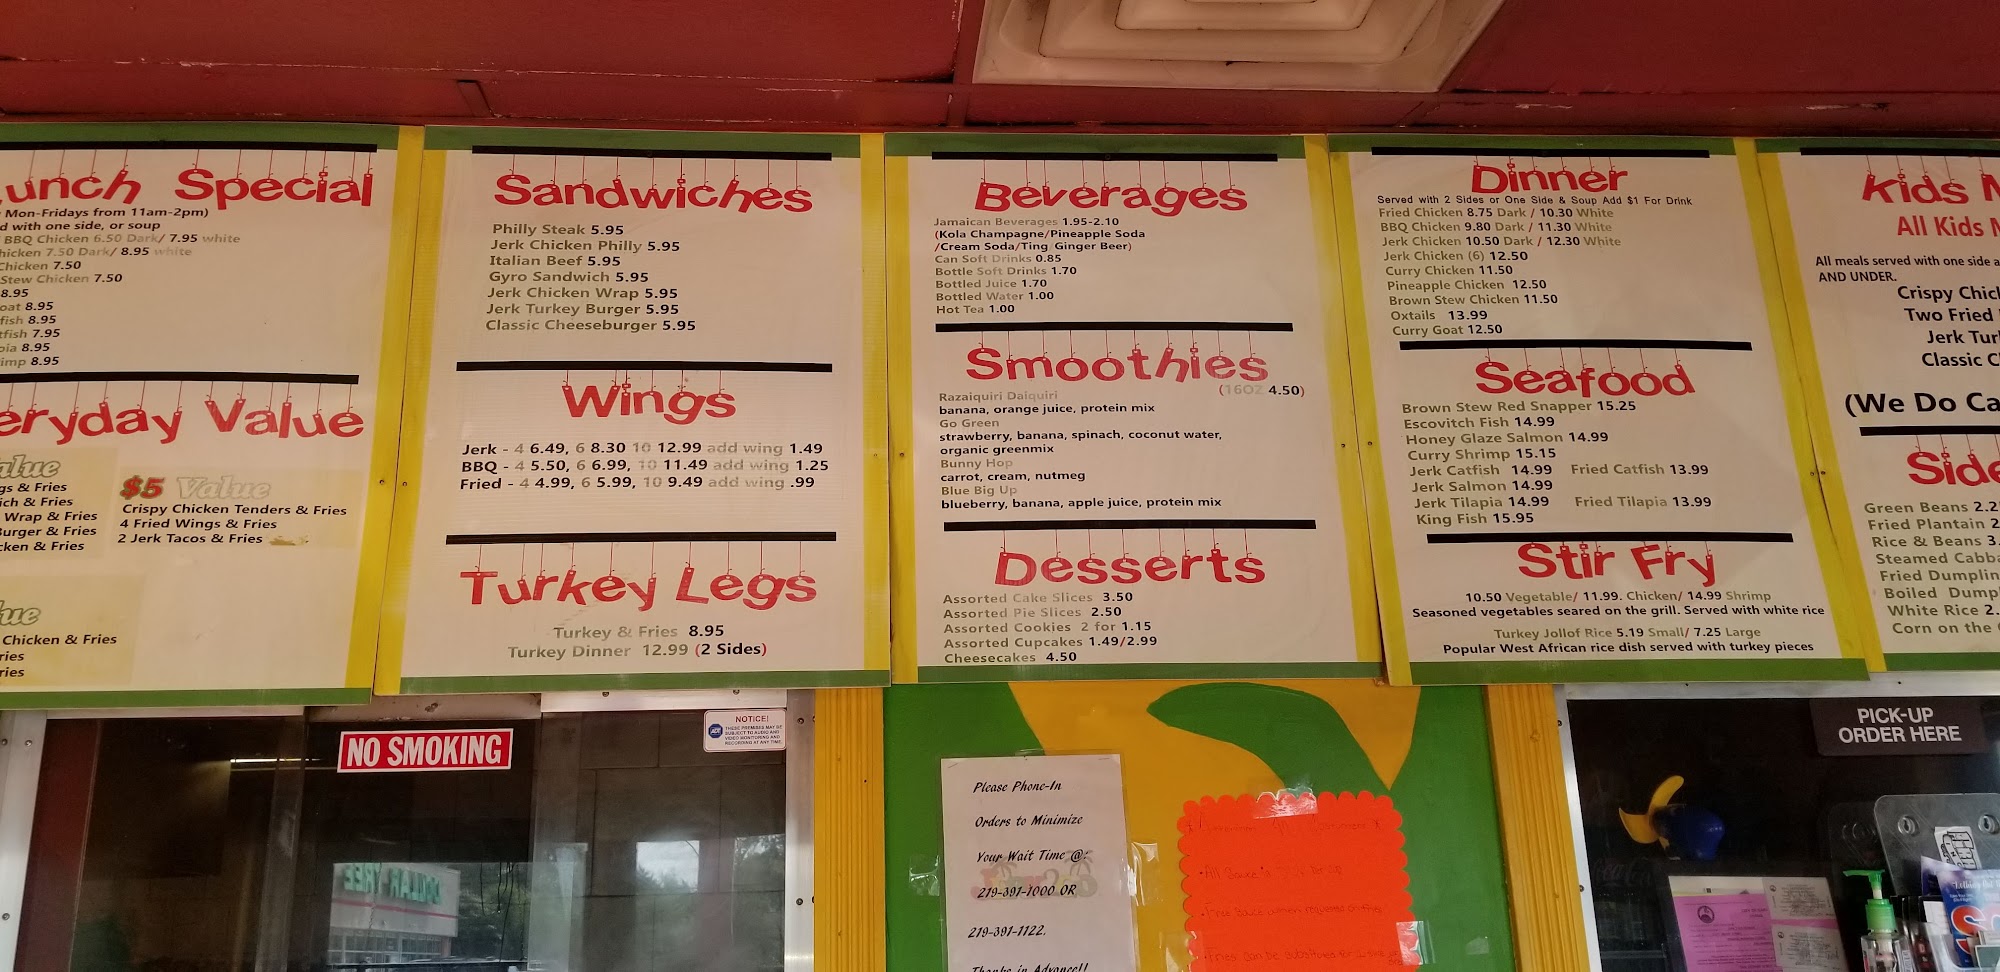 Special
Mon-Fridays from 11am-2pm)
d with one side, or soup
BBQ Chicken 6.50 Dark/ 7.95 white
hicken 7.50 Dark/ 8.95 white
Chicken 7.50
Stew Chicken 7.50
8.95
oat 8.95
fish 8.95
tfish 7.95
pia 8.95
rimp 8.95
eryday Value
alue
gs & Fries
ich & Fries
Wrap & Fries
Burger & Fries
cken & Fries
$5 Value
Crispy Chicken Tenders & Fries
4 Fried Wings & Fries
2 Jerk Tacos & Fries
lue
Chicken & Fries
ries
ries
Sandwiches
Philly Steak 5.95
Jerk Chicken Philly 5.95
Italian Beef 5.95
Gyro Sandwich 5.95
Jerk Chicken Wrap 5.95
Jerk Turkey Burger 5.95
Classic Cheeseburger 5.95
Wings
Jerk - 4 6.49, 6 8.30 10 12.99 add wing 1.49
BBQ - 4 5.50, 6 6.99, 10 11.49 add wing 1.25
Fried - 4 4.99, 6 5.99, 10 9.49 add wing .99
Turkey Legs
Turkey & Fries 8.95
Turkey Dinner 12.99 (2 Sides)
Beverages
Jamaican Beverages 1.95-2.10
(Kola Champagne/Pineapple Soda
/Cream Soda/Ting Ginger Beer)
Can Soft Drinks 0.85
Bottle Soft Drinks 1.70
Bottled Juice 1.70
Bottled Water 1.00
Hot Tea 1.00
Smoothies
(16OZ 4.50)
Razaiquiri Daiquiri
banana, orange juice, protein mix
Go Green
strawberry, banana, spinach, coconut water,
organic greenmix
Bunny Hop
carrot, cream, nutmeg
Blue Big Up
blueberry, banana, apple juice, protein mix
Desserts
Assorted Cake Slices 3.50
Assorted Pie Slices 2.50
Assorted Cookies 2 for 1.15
Assorted Cupcakes 1.49/2.99
Cheesecakes 4.50
Dinner
Served with 2 Sides or One Side & Soup Add $1 For Drink
Fried Chicken 8.75 Dark / 10.30 White
BBQ Chicken 9.80 Dark / 11.30 White
Jerk Chicken 10.50 Dark / 12.30 White
Jerk Chicken (6) 12.50
Curry Chicken 11.50
Pineapple Chicken 12.50
Brown Stew Chicken 11.50
Oxtails 13.99
Curry Goat 12.50
Seafood
Brown Stew Red Snapper 15.25
Escovitch Fish 14.99
Honey Glaze Salmon 14.99
Curry Shrimp 15.15
Jerk Catfish 14.99 Fried Catfish 13.99
Jerk Salmon 14.99
Jerk Tilapia 14.99 Fried Tilapia 13.99
King Fish 15.95
Stir Fry
10.50 Vegetable/ 11.99. Chicken/ 14.99 Shrimp
Seasoned vegetables seared on the grill. Served with white rice
Turkey Jollof Rice 5.19 Small/ 7.25 Large
Popular West African rice dish served with turkey pieces
Kids
All Kids
All meals served with one side a
AND UNDER.
Crispy Chic
Two Fried
Jerk Tur
Classic C
(We Do Ca
Side
Green Beans 2.2
Fried Plantain 2
Rice & Beans 3.
Steamed Cabba
Fried Dumplin
Boiled Dump
White Rice 2.
Corn on the
NO SMOKING
NOTICE!
THESE PREMISES MAY BE
SUBJECT TO AUDIO AND
VIDEO MONITORING AND
RECORDING AT ANY TIME.
ADT
DOLLAR TREE
Please Phone-In
Orders to Minimize
Your Wait Time @:
219-391-1000 OR
219-391-1122.
Thanks in Advance!!
PICK-UP
ORDER HERE